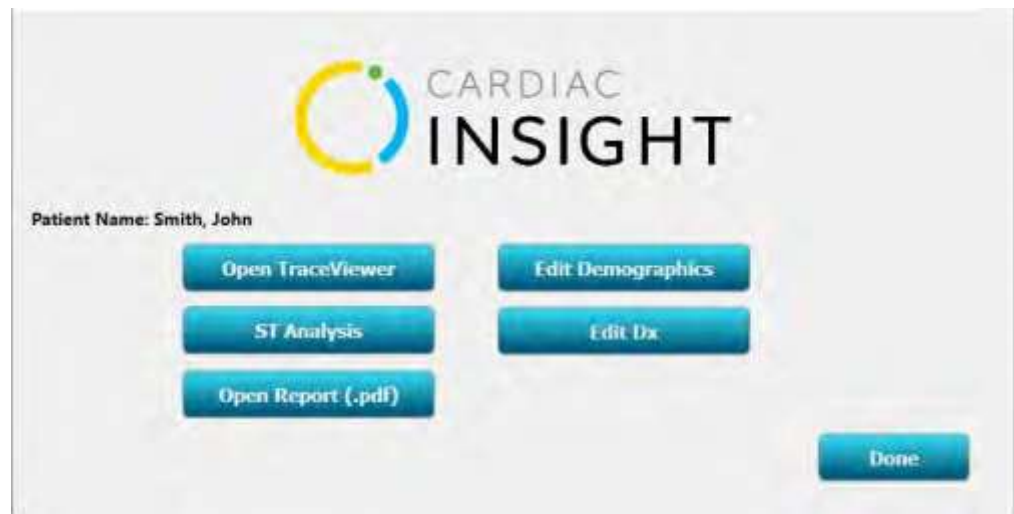 CARDIAC
INSIGHT
Patient Name: Smith, John
Open TraceViewer
Edit Demographics
ST Analysis
Edit Dx
Open Report (.pdf)
Done